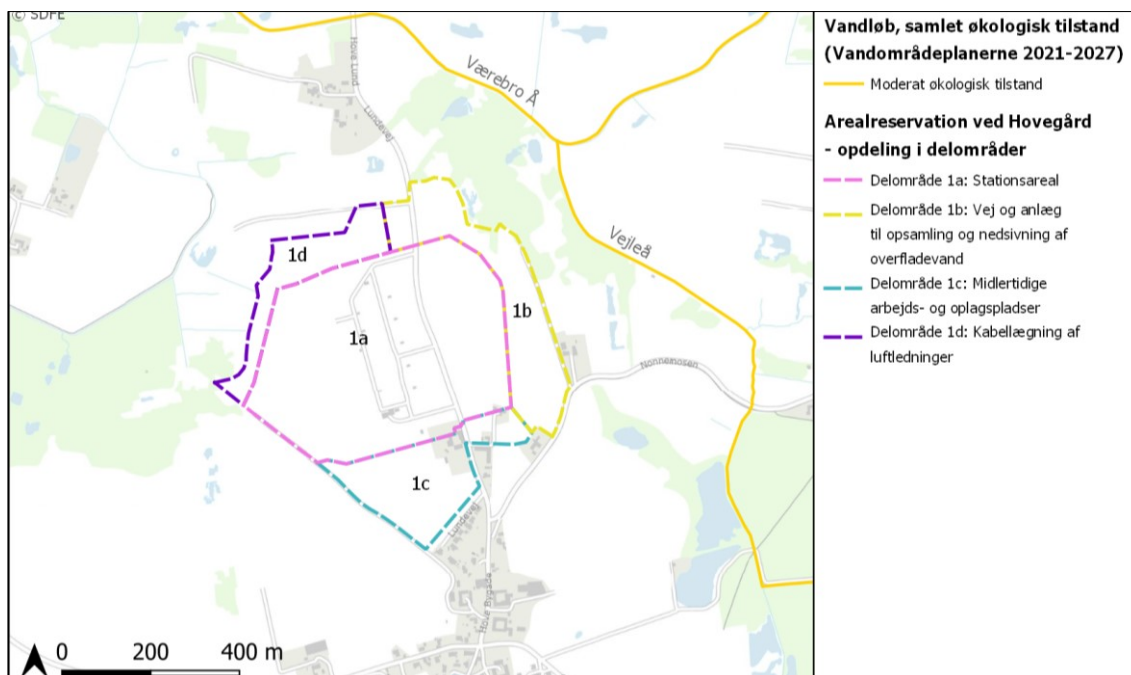 © SDFE
Hove Lund
Lundevej
Værebro Å
Vejleå
1d
1b
1a
Nonnemosen
1c
Lundevej
Hove Bygade
0 200 400 m
Vandløb, samlet økologisk tilstand
(Vandområdeplanerne 2021-2027)
Moderat økologisk tilstand
Arealreservation ved Hovegård
- opdeling i delområder
Delområde 1a: Stationsareal
Delområde 1b: Vej og anlæg
til opsamling og nedsivning af
overfladevand
Delområde 1c: Midlertidige
arbejds- og oplagspladser
Delområde 1d: Kabellægning af
luftledninger